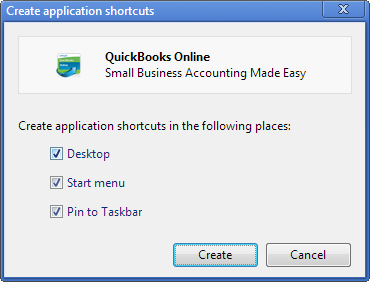 Create application shortcuts
QuickBooks Online
Small Business Accounting Made Easy
Create application shortcuts in the following places:
Desktop
Start menu
Pin to Taskbar
Create Cancel